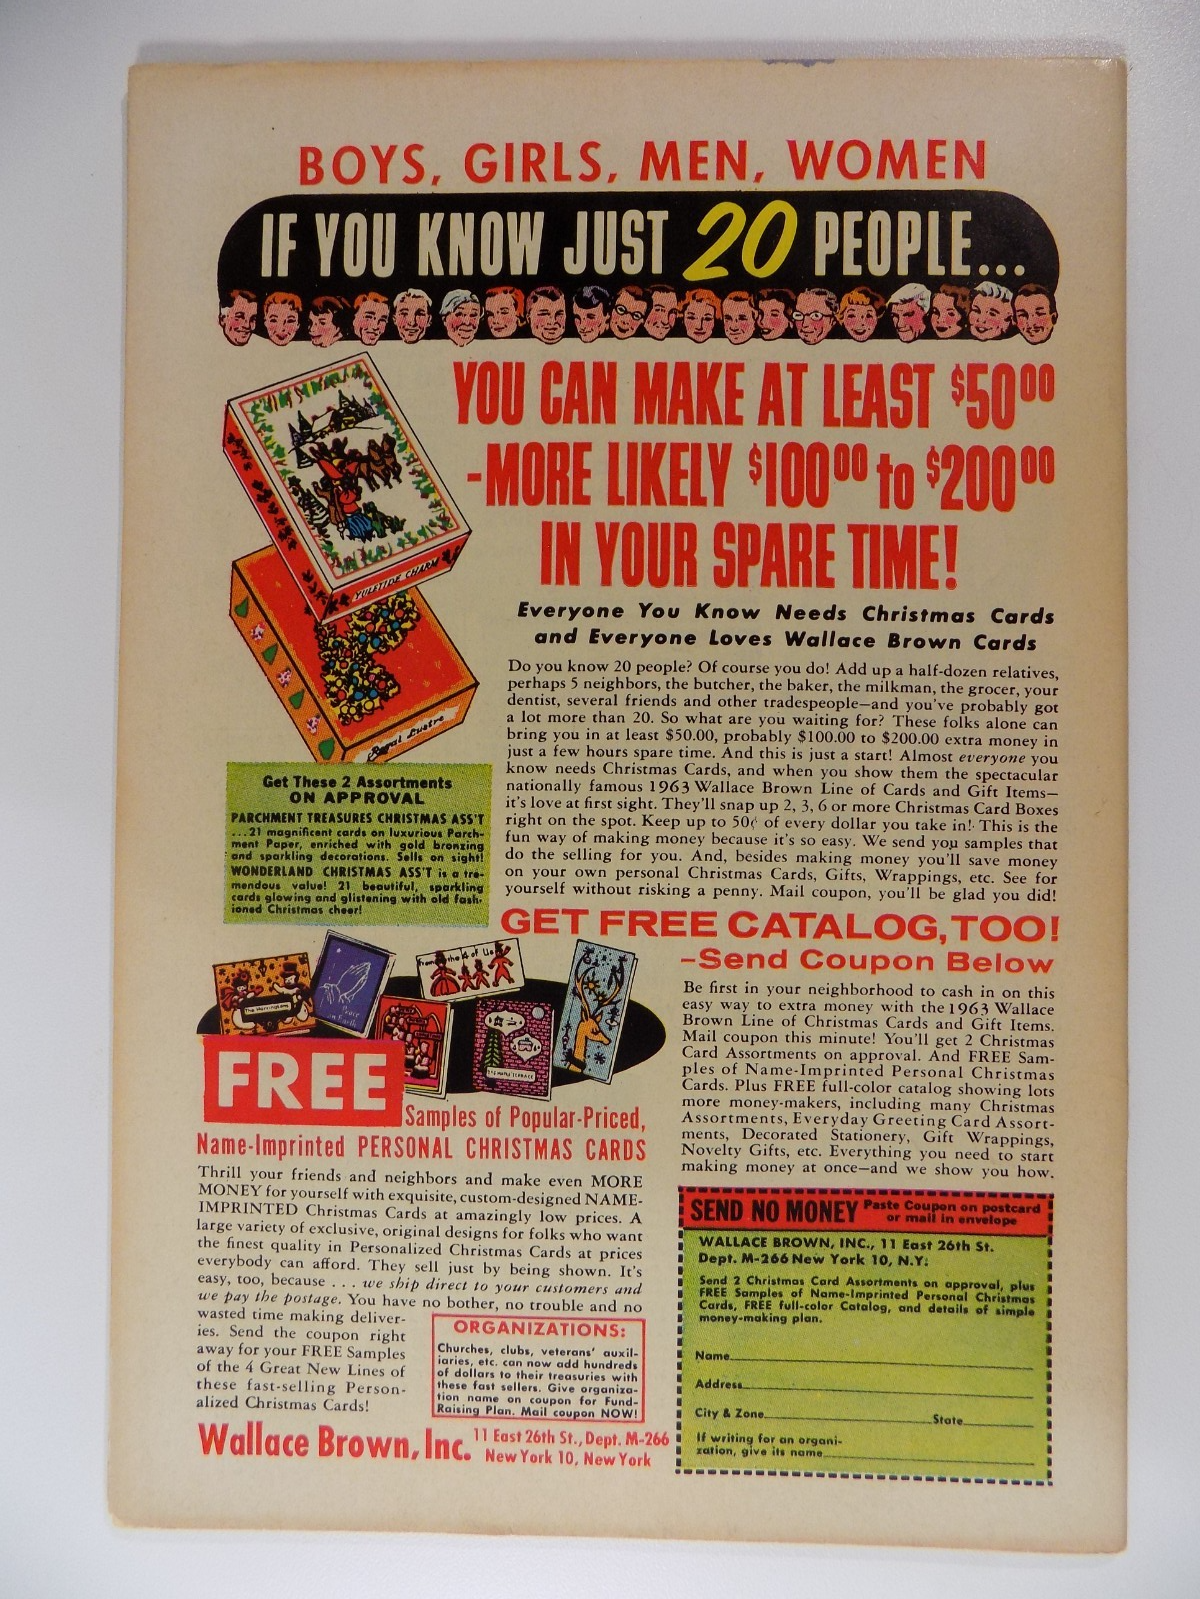 BOYS, GIRLS, MEN, WOMEN
IF YOU KNOW JUST 20 PEOPLE...
YOU CAN MAKE AT LEAST $50⁰⁰
-MORE LIKELY $100⁰⁰ to $200⁰⁰
IN YOUR SPARE TIME!
YULETIDE CHARM
Royal Lustre
Everyone You Know Needs Christmas Cards
and Everyone Loves Wallace Brown Cards
Do you know 20 people? Of course you do! Add up a half-dozen relatives,
perhaps 5 neighbors, the butcher, the baker, the milkman, the grocer, your
dentist, several friends and other tradespeople—and you've probably got
a lot more than 20. So what are you waiting for? These folks alone can
bring you in at least $50.00, probably $100.00 to $200.00 extra money in
just a few hours spare time. And this is just a start! Almost everyone you
know needs Christmas Cards, and when you show them the spectacular
nationally famous 1963 Wallace Brown Line of Cards and Gift Items—
it's love at first sight. They'll snap up 2, 3, 6 or more Christmas Card Boxes
right on the spot. Keep up to 50¢ of every dollar you take in! This is the
fun way of making money because it's so easy. We send you samples that
do the selling for you. And, besides making money you'll save money
on your own personal Christmas Cards, Gifts, Wrappings, etc. See for
yourself without risking a penny. Mail coupon, you'll be glad you did!
Get These 2 Assortments
ON APPROVAL
PARCHMENT TREASURES CHRISTMAS ASS'T
...21 magnificent cards on luxurious Parch-
ment Paper, enriched with gold bronzing
and sparkling decorations. Sells on sight!
WONDERLAND CHRISTMAS ASS'T is a tre-
mendous value! 21 beautiful, sparkling
cards glowing and glistening with old fash-
ioned Christmas cheer!
GET FREE CATALOG, TOO!
-Send Coupon Below
Be first in your neighborhood to cash in on this
easy way to extra money with the 1963 Wallace
Brown Line of Christmas Cards and Gift Items.
Mail coupon this minute! You'll get 2 Christmas
Card Assortments on approval. And FREE Sam-
ples of Name-Imprinted Personal Christmas
Cards. Plus FREE full-color catalog showing lots
more money-makers, including many Christmas
Assortments, Everyday Greeting Card Assort-
ments, Decorated Stationery, Gift Wrappings,
Novelty Gifts, etc. Everything you need to start
making money at once—and we show you how.
from the 4 of Us
Peace
on Earth
FREE
Samples of Popular-Priced,
Name-Imprinted PERSONAL CHRISTMAS CARDS
Thrill your friends and neighbors and make even MORE
MONEY for yourself with exquisite, custom-designed NAME-
IMPRINTED Christmas Cards at amazingly low prices. A
large variety of exclusive, original designs for folks who want
the finest quality in Personalized Christmas Cards at prices
everybody can afford. They sell just by being shown. It's
easy, too, because . . . we ship direct to your customers and
we pay the postage. You have no bother, no trouble and no
wasted time making deliver-
ies. Send the coupon right
away for your FREE Samples
of the 4 Great New Lines of
these fast-selling Person-
alized Christmas Cards!
ORGANIZATIONS:
Churches, clubs, veterans' auxil-
iaries, etc. can now add hundreds
of dollars to their treasuries with
these fast sellers. Give organiza-
tion name on coupon for Fund-
Raising Plan. Mail coupon NOW!
Wallace Brown, Inc. 11 East 26th St., Dept. M-266
New York 10, New York
SEND NO MONEY Paste Coupon on postcard
or mail in envelope
WALLACE BROWN, INC., 11 East 26th St.
Dept. M-266 New York 10, N.Y.
Send 2 Christmas Card Assortments on approval, plus
FREE Samples of Name-Imprinted Personal Christmas
Cards, FREE full-color Catalog, and details of simple
money-making plan.
Name
Address
City & Zone State
If writing for an organi-
zation, give its name